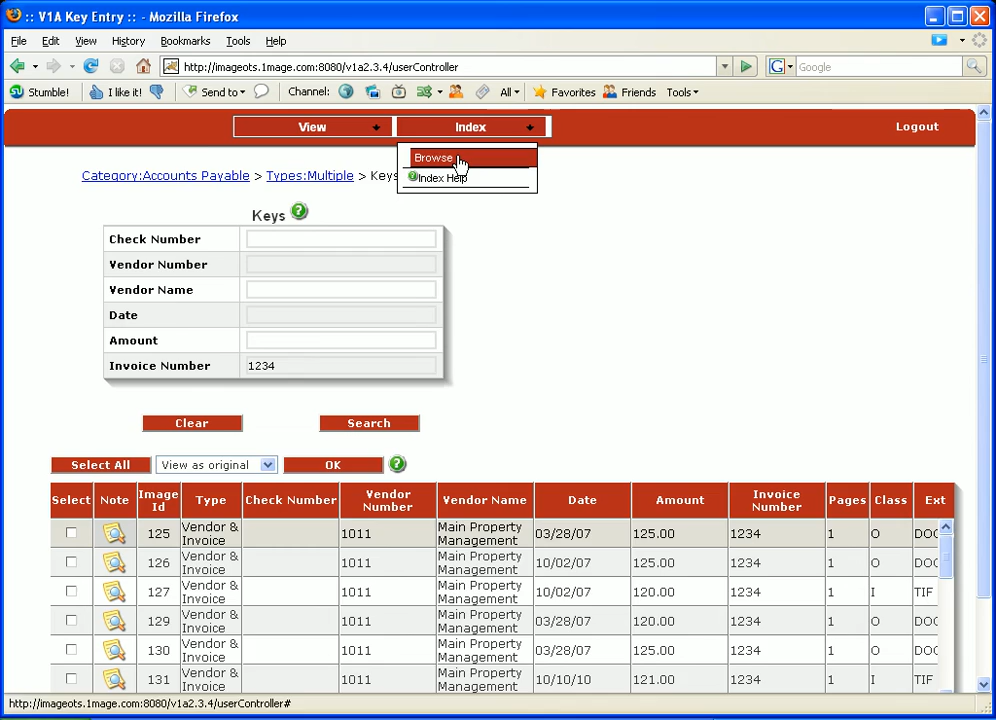 :: V1A Key Entry :: - Mozilla Firefox
File Edit View History Bookmarks Tools Help
http://imageots.1mage.com:8080/v1a2.3.4/userController
G Google
Stumble! I like it! Send to Channel: All Favorites Friends Tools
View Index Logout
Browse
Category:Accounts Payable > Types:Multiple > Keys
Index Help
Keys ?
Check Number
Vendor Number
Vendor Name
Date
Amount
Invoice Number 1234
Clear Search
Select All View as original OK ?
Select Note Image Id Type Check Number Vendor Number Vendor Name Date Amount Invoice Number Pages Class Ext
125 Vendor & Invoice 1011 Main Property Management 03/28/07 125.00 1234 1 O DOC
126 Vendor & Invoice 1011 Main Property Management 10/02/07 125.00 1234 1 O DOC
127 Vendor & Invoice 1011 Main Property Management 10/02/07 120.00 1234 1 I TIF
129 Vendor & Invoice 1011 Main Property Management 03/28/07 120.00 1234 1 O DOC
130 Vendor & Invoice 1011 Main Property Management 03/28/07 125.00 1234 1 O DOC
131 Vendor & Invoice 1011 Main Property Management 10/10/10 121.00 1234 1 I TIF
http://imageots.1mage.com:8080/v1a2.3.4/userController#